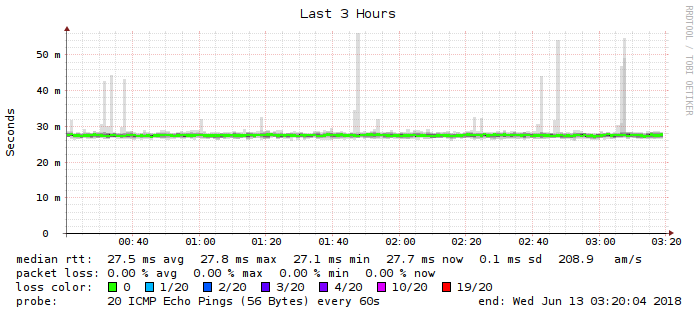 Last 3 Hours
RRDTOOL / TOBI OETIKER
Seconds
50 m
40 m
30 m
20 m
10 m
0
00:40 01:00 01:20 01:40 02:00 02:20 02:40 03:00 03:20
median rtt: 27.5 ms avg 27.8 ms max 27.1 ms min 27.7 ms now 0.1 ms sd 208.9 am/s
packet loss: 0.00 % avg 0.00 % max 0.00 % min 0.00 % now
loss color: 0 1/20 2/20 3/20 4/20 10/20 19/20
probe: 20 ICMP Echo Pings (56 Bytes) every 60s end: Wed Jun 13 03:20:04 2018